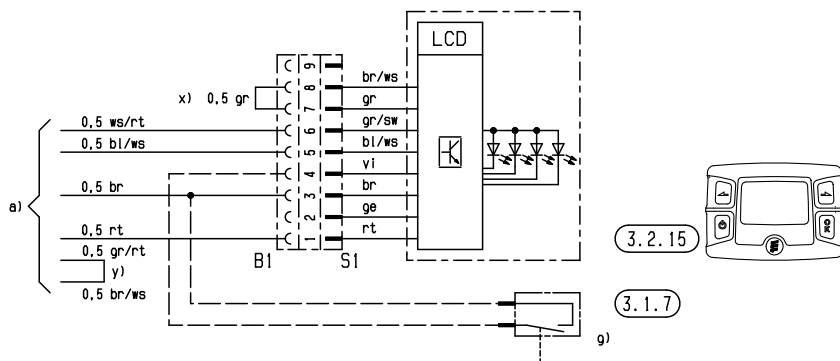 LCD
9
8
7
6
5
4
3
2
1
x) 0,5 gr
br/ws
gr
gr/sw
bl/ws
vi
br
ge
rt
a)
0,5 ws/rt
0,5 bl/ws
0,5 br
0,5 rt
0,5 gr/rt
y)
0,5 br/ws
B1
S1
3.2.15
3.1.7
g)
OK